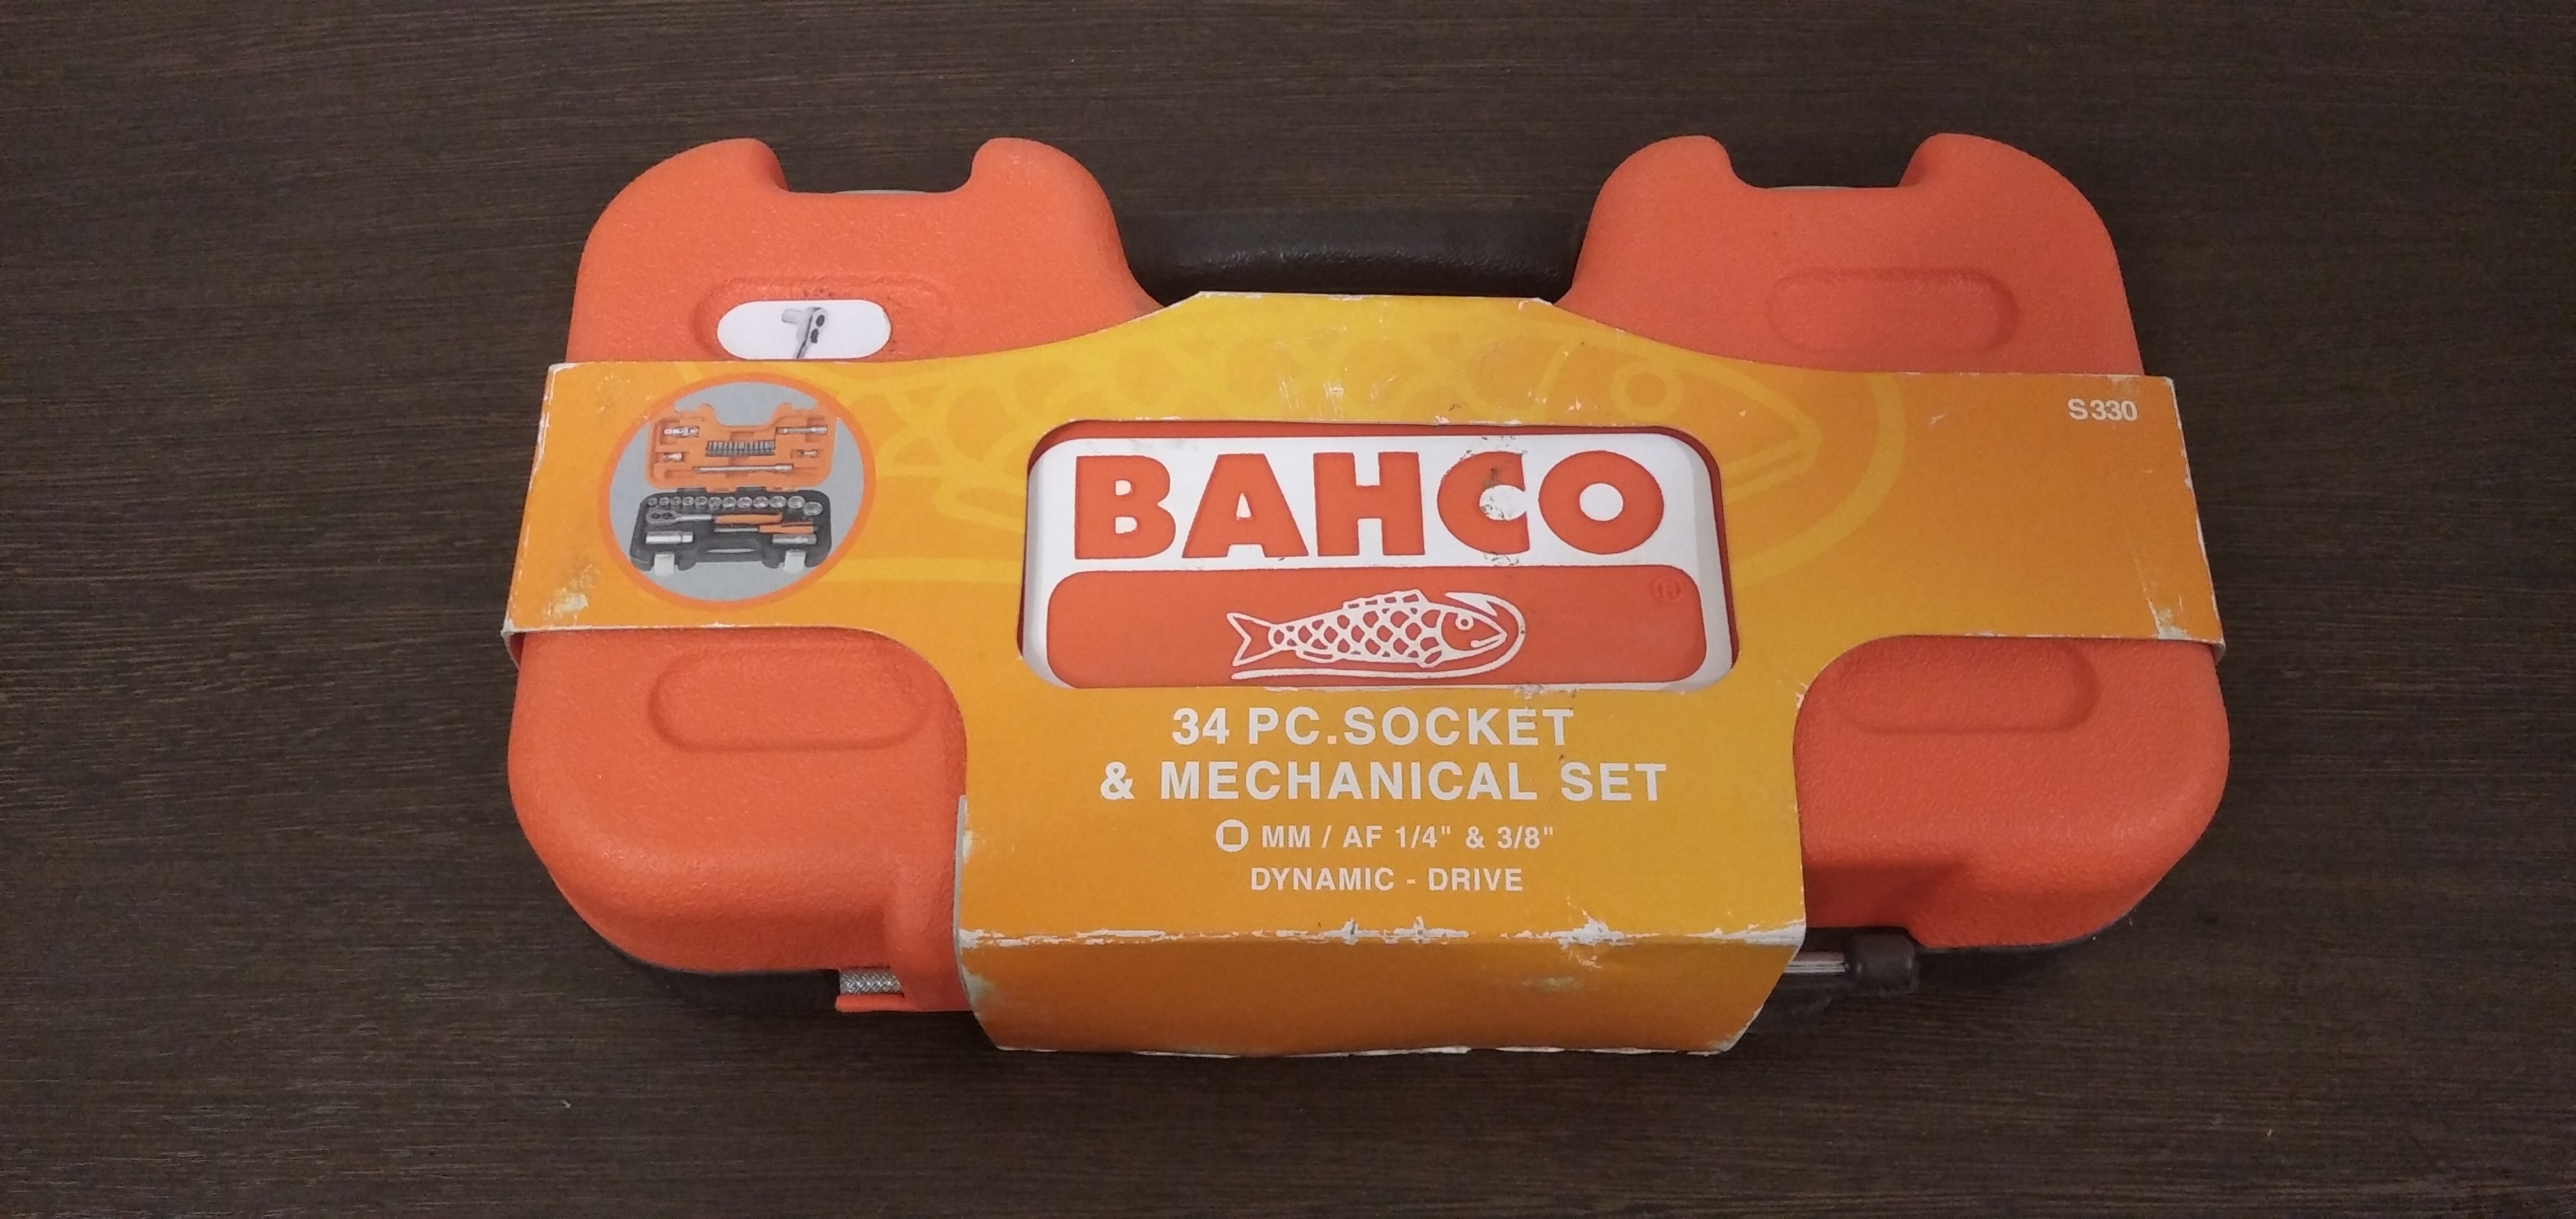 S330
BAHCO
®
34 PC.SOCKET
& MECHANICAL SET
MM / AF 1/4" & 3/8"
DYNAMIC - DRIVE